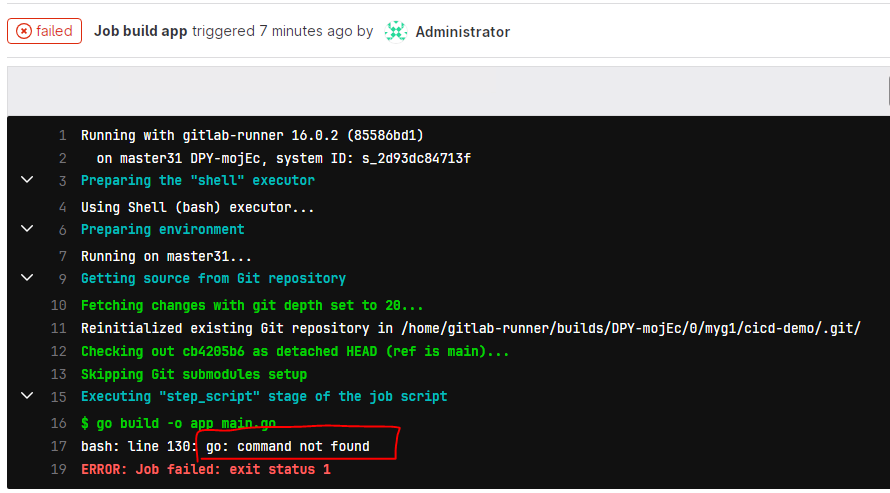 failed Job build app triggered 7 minutes ago by Administrator
1 Running with gitlab-runner 16.0.2 (85586bd1)
2 on master31 DPY-mojEc, system ID: s_2d93dc84713f
3 Preparing the "shell" executor
4 Using Shell (bash) executor...
6 Preparing environment
7 Running on master31...
9 Getting source from Git repository
10 Fetching changes with git depth set to 20...
11 Reinitialized existing Git repository in /home/gitlab-runner/builds/DPY-mojEc/0/myg1/cicd-demo/.git/
12 Checking out cb4205b6 as detached HEAD (ref is main)...
13 Skipping Git submodules setup
15 Executing "step_script" stage of the job script
16 $ go build -o app main.go
17 bash: line 130: go: command not found
19 ERROR: Job failed: exit status 1